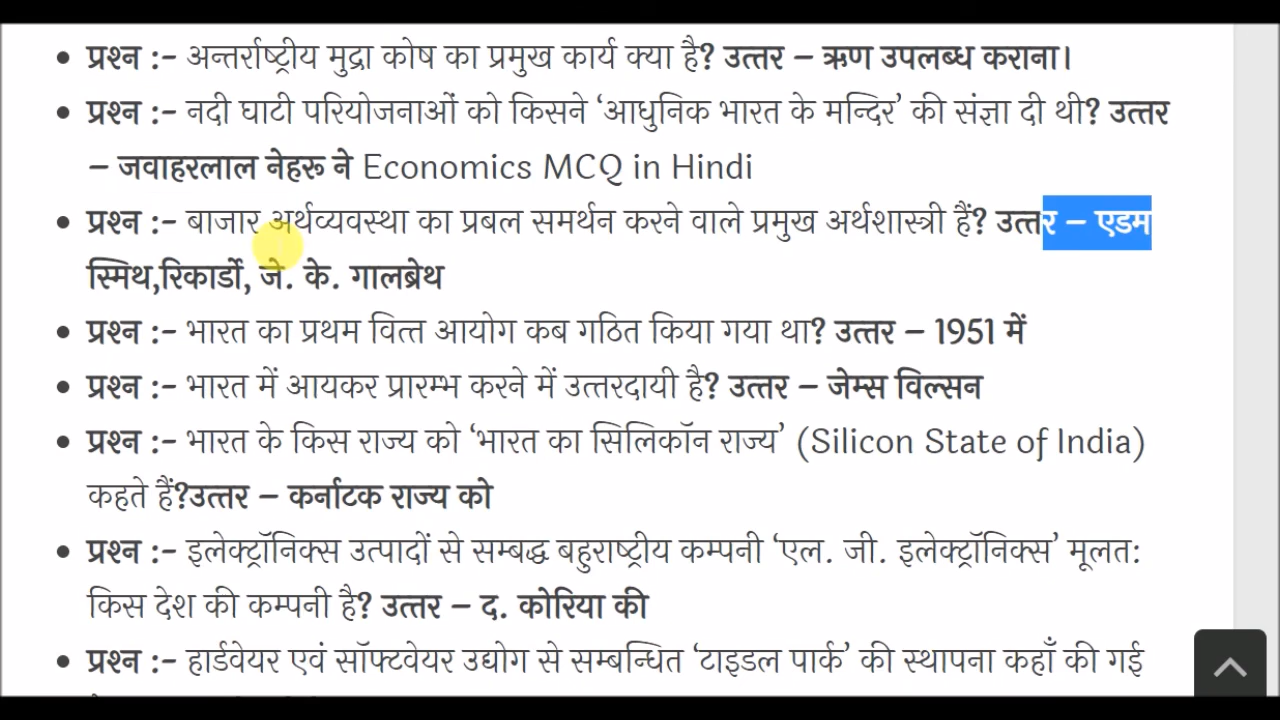 • प्रश्न :- अन्तर्राष्ट्रीय मुद्रा कोष का प्रमुख कार्य क्या है? उत्तर – ऋण उपलब्ध कराना।
• प्रश्न :- नदी घाटी परियोजनाओं को किसने ‘आधुनिक भारत के मन्दिर’ की संज्ञा दी थी? उत्तर
– जवाहरलाल नेहरू ने Economics MCQ in Hindi
• प्रश्न :- बाजार अर्थव्यवस्था का प्रबल समर्थन करने वाले प्रमुख अर्थशास्त्री हैं? उत्तर – एडम
स्मिथ,रिकार्डो, जे. के. गालब्रेथ
• प्रश्न :- भारत का प्रथम वित्त आयोग कब गठित किया गया था? उत्तर – 1951 में
• प्रश्न :- भारत में आयकर प्रारम्भ करने में उत्तरदायी है? उत्तर – जेम्स विल्सन
• प्रश्न :- भारत के किस राज्य को ‘भारत का सिलिकॉन राज्य’ (Silicon State of India)
कहते हैं?उत्तर – कर्नाटक राज्य को
• प्रश्न :- इलेक्ट्रॉनिक्स उत्पादों से सम्बद्ध बहुराष्ट्रीय कम्पनी ‘एल. जी. इलेक्ट्रॉनिक्स’ मूलत:
किस देश की कम्पनी है? उत्तर – द. कोरिया की
• प्रश्न :- हार्डवेयर एवं सॉफ्टवेयर उद्योग से सम्बन्धित ‘टाइडल पार्क’ की स्थापना कहाँ की गई